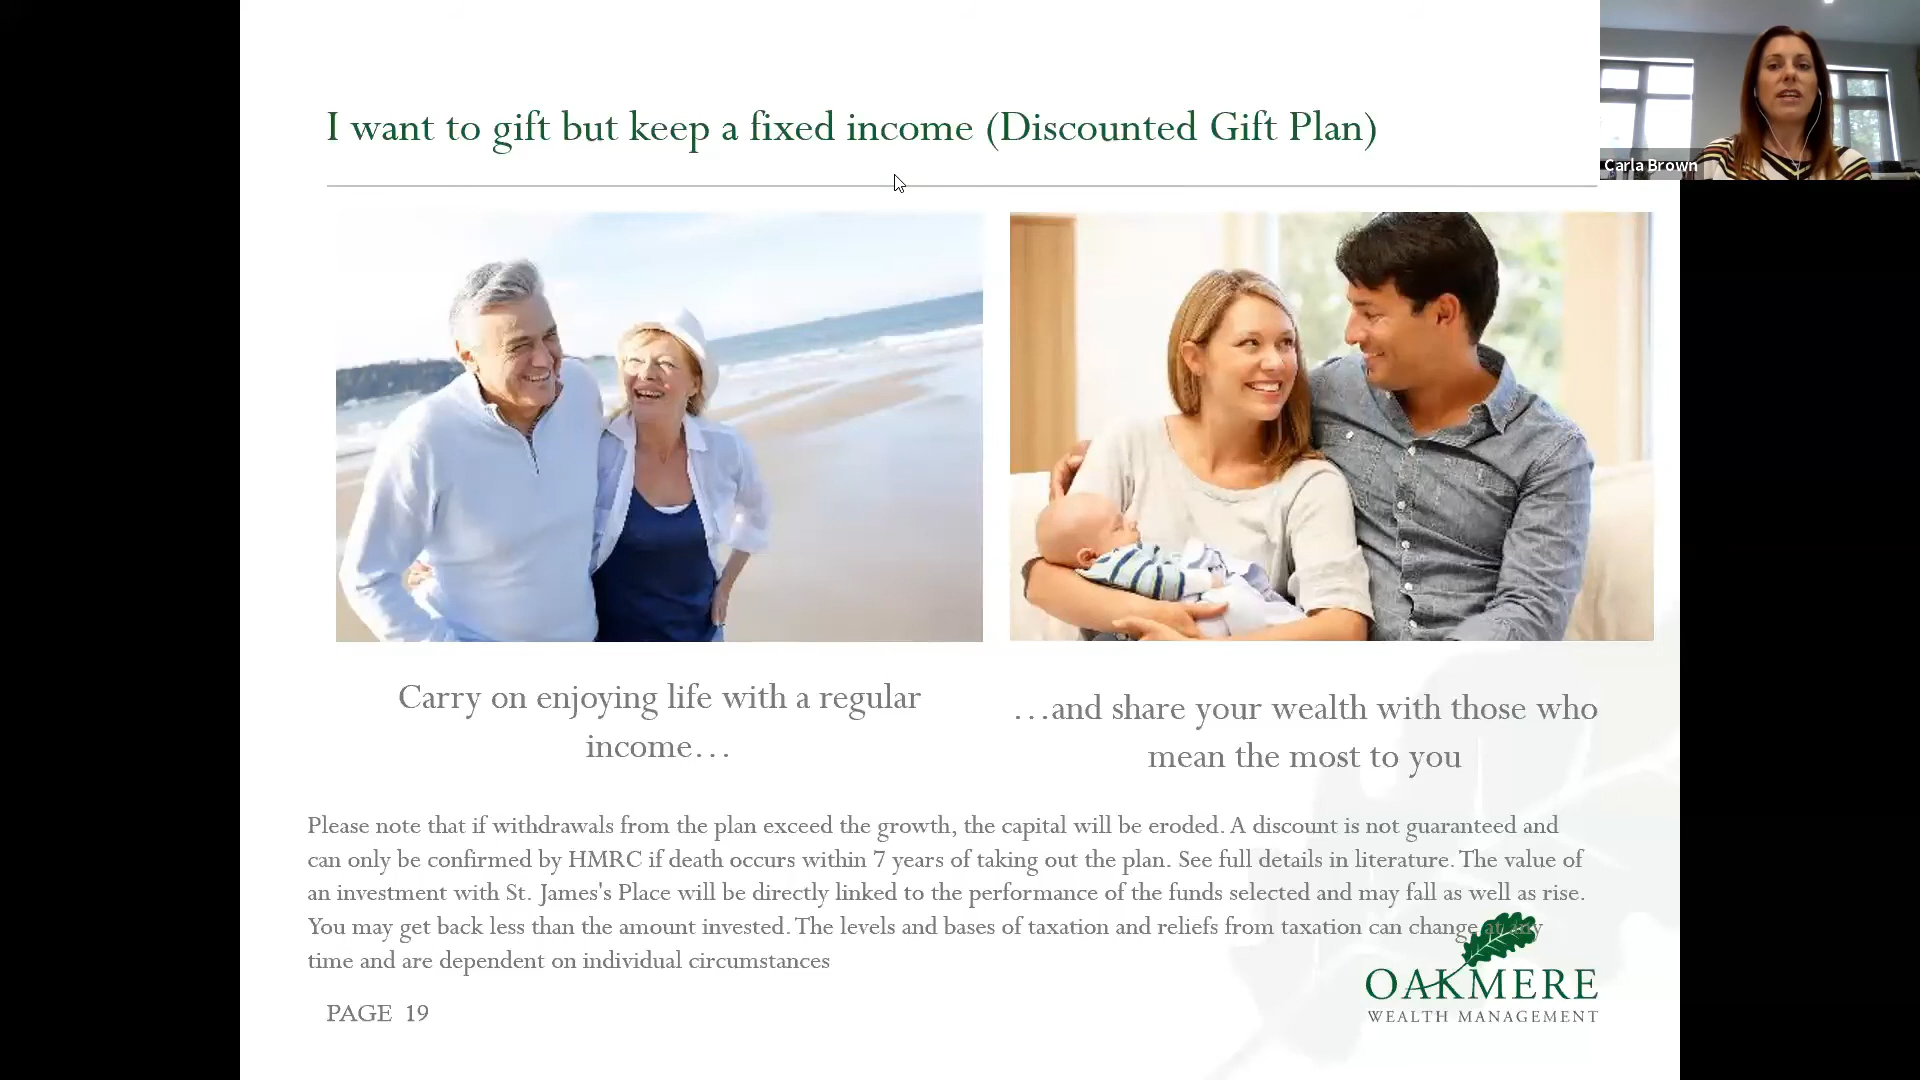 I want to gift but keep a fixed income (Discounted Gift Plan)
Carla Brown
Carry on enjoying life with a regular
income…
…and share your wealth with those who
mean the most to you
Please note that if withdrawals from the plan exceed the growth, the capital will be eroded. A discount is not guaranteed and
can only be confirmed by HMRC if death occurs within 7 years of taking out the plan. See full details in literature. The value of
an investment with St. James's Place will be directly linked to the performance of the funds selected and may fall as well as rise.
You may get back less than the amount invested. The levels and bases of taxation and reliefs from taxation can change at any
time and are dependent on individual circumstances
OAKMERE
WEALTH MANAGEMENT
PAGE 19